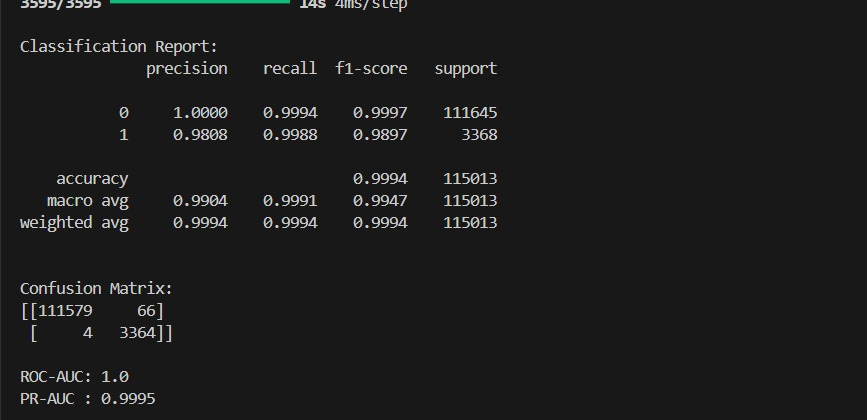 3595/3595 14s 4ms/step
Classification Report:
precision recall f1-score support
0 1.0000 0.9994 0.9997 111645
1 0.9808 0.9988 0.9897 3368
accuracy 0.9994 115013
macro avg 0.9904 0.9991 0.9947 115013
weighted avg 0.9994 0.9994 0.9994 115013
Confusion Matrix:
[[111579 66]
[ 4 3364]]
ROC-AUC: 1.0
PR-AUC : 0.9995